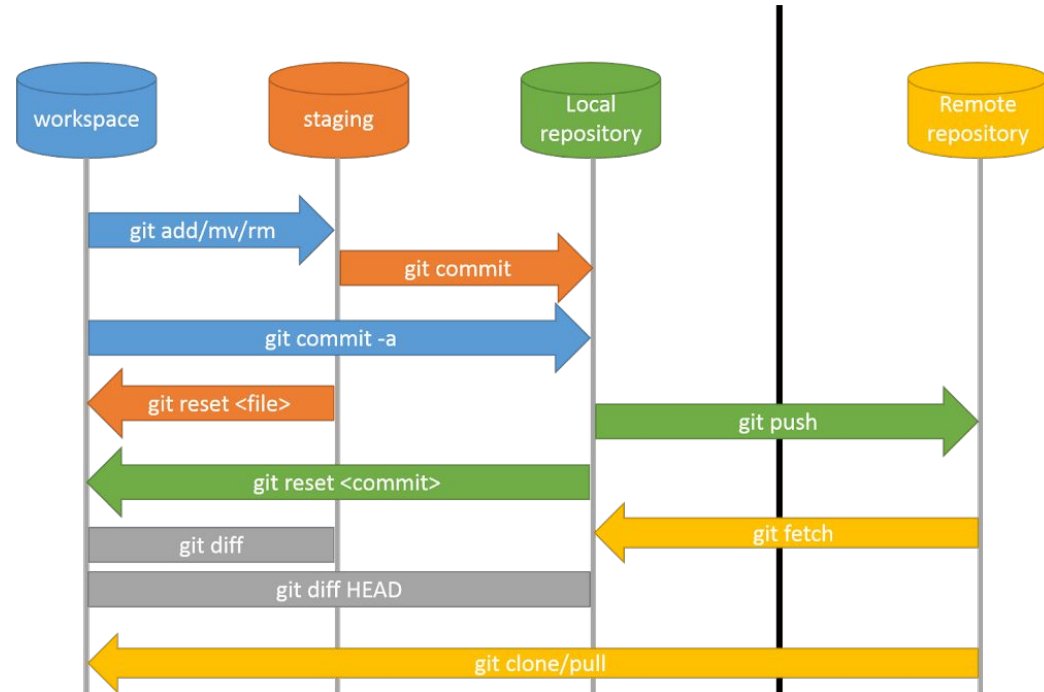 workspace
staging
Local
repository
Remote
repository
git add/mv/rm
git commit
git commit -a
git reset <file>
git push
git reset <commit>
git fetch
git diff
git diff HEAD
git clone/pull